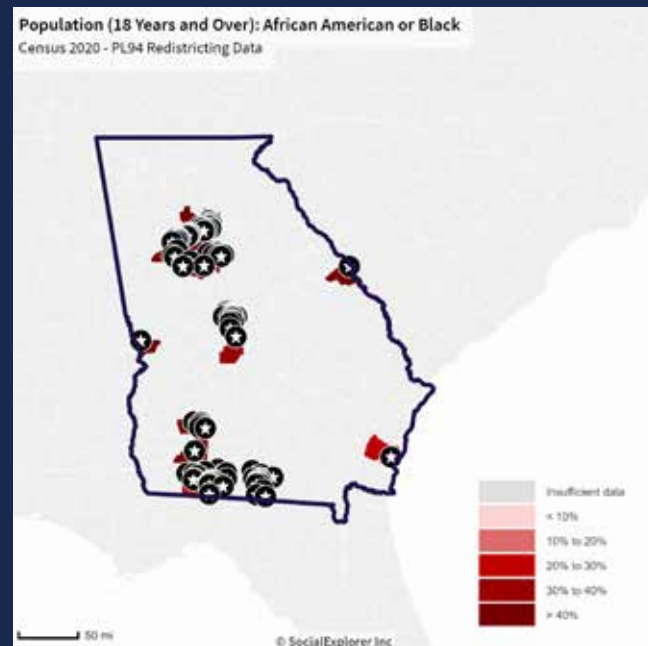 Population (18 Years and Over): African American or Black
Census 2020 - PL94 Redistricting Data
Insufficient data
< 10%
10% to 20%
20% to 30%
30% to 40%
> 40%
50 mi
© SocialExplorer Inc